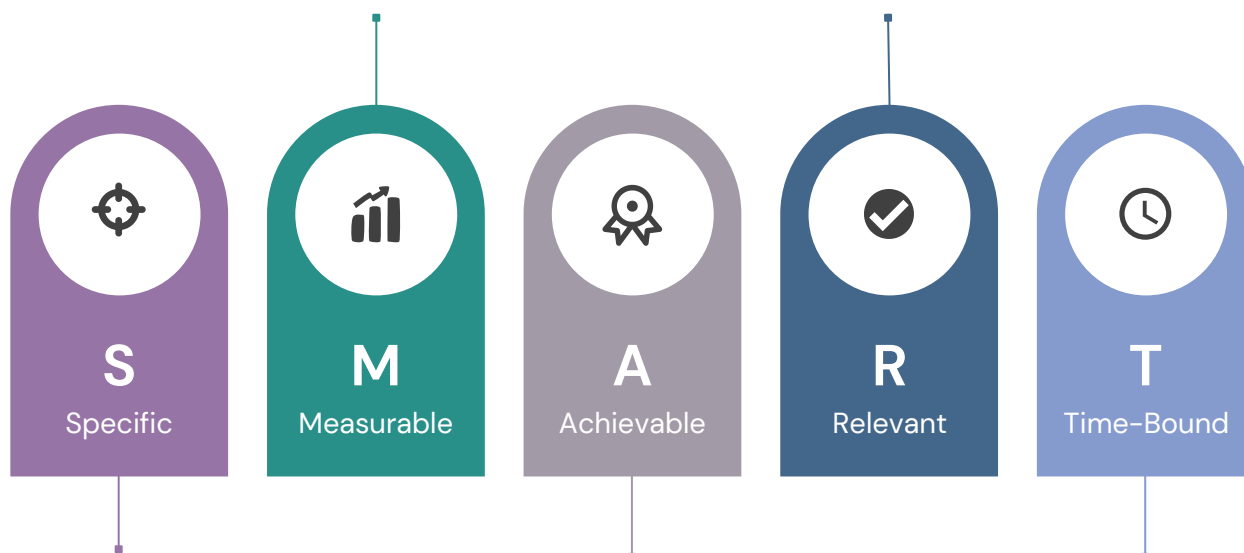 S
Specific
M
Measurable
A
Achievable
R
Relevant
T
Time-Bound